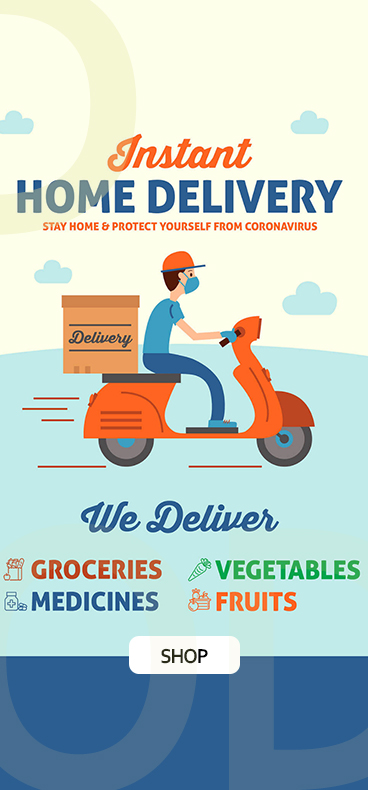 Instant
HOME DELIVERY
STAY HOME & PROTECT YOURSELF FROM CORONAVIRUS
Delivery
We Deliver
GROCERIES
VEGETABLES
MEDICINES
FRUITS
SHOP